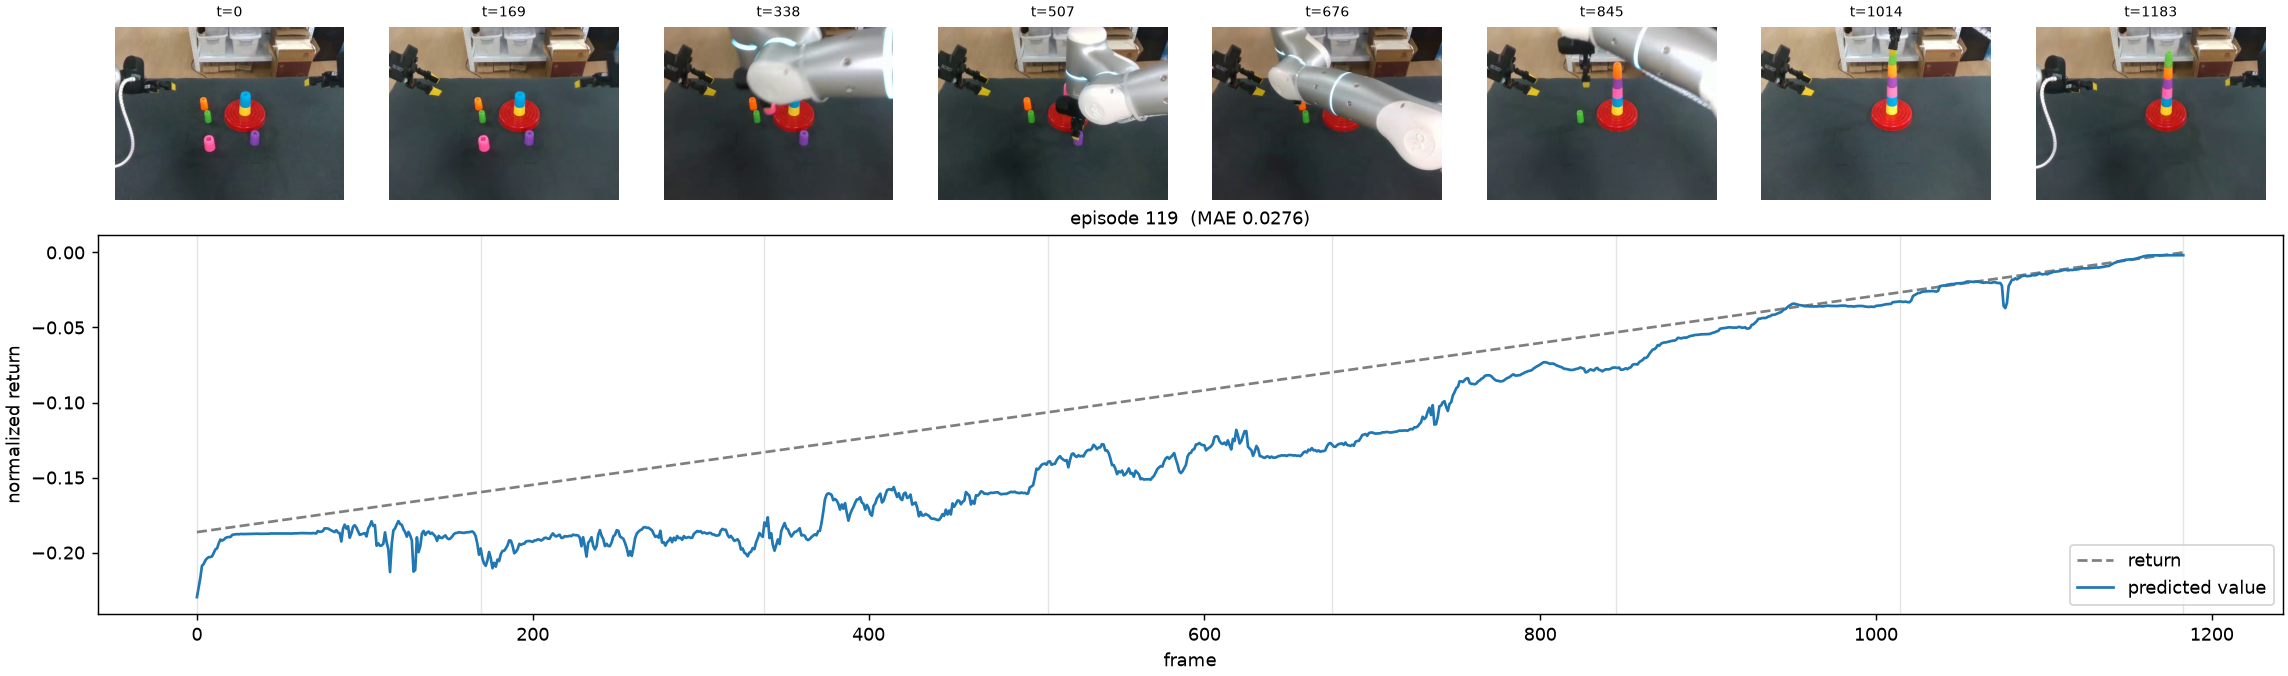 t=0
t=169
t=338
t=507
t=676
t=845
t=1014
t=1183
episode 119  (MAE 0.0276)
normalized return
0.00
−0.05
−0.10
−0.15
−0.20
return
predicted value
0
200
400
600
800
1000
1200
frame